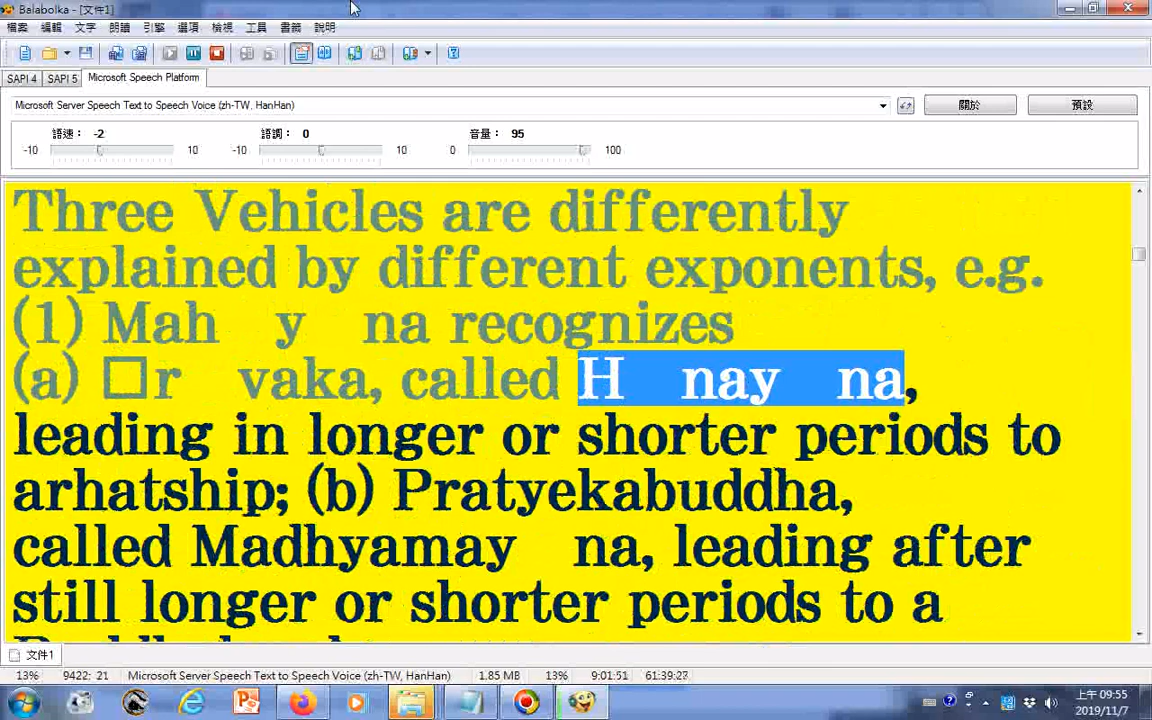 Balabolka - [文件1]
檔案 編輯 文字 朗讀 引擎 選項 檢視 工具 書籤 說明
SAPI 4 SAPI 5 Microsoft Speech Platform
Microsoft Server Speech Text to Speech Voice (zh-TW, HanHan) 關於 預設
語速： -2 語調： 0 音量： 95
-10 10 -10 10 0 100
Three Vehicles are differently
explained by different exponents, e.g.
(1) Mah y na recognizes
(a) □r vaka, called H nay na,
leading in longer or shorter periods to
arhatship; (b) Pratyekabuddha,
called Madhyamay na, leading after
still longer or shorter periods to a
文件1
13% 9422: 21 Microsoft Server Speech Text to Speech Voice (zh-TW, HanHan) 1.85 MB 13% 9:01:51 61:39:27
上午 09:55
2019/11/7